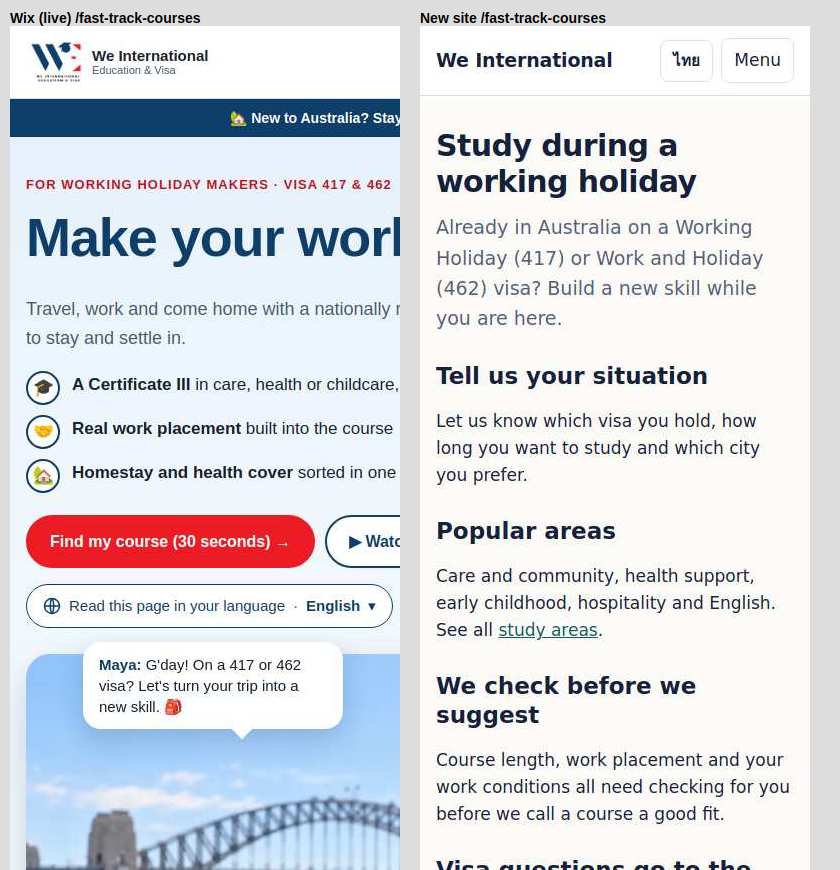 Wix (live) /fast-track-courses
We International
Education & Visa
🏡 New to Australia? Stay
FOR WORKING HOLIDAY MAKERS · VISA 417 & 462
Make your worl
Travel, work and come home with a nationally r
to stay and settle in.
A Certificate III in care, health or childcare,
Real work placement built into the course
Homestay and health cover sorted in one
Find my course (30 seconds) →
▶ Watc
Read this page in your language · English ▾
Maya: G'day! On a 417 or 462
visa? Let's turn your trip into a
new skill. 🎒
New site /fast-track-courses
We International
ไทย
Menu
Study during a
working holiday
Already in Australia on a Working
Holiday (417) or Work and Holiday
(462) visa? Build a new skill while
you are here.
Tell us your situation
Let us know which visa you hold, how
long you want to study and which city
you prefer.
Popular areas
Care and community, health support,
early childhood, hospitality and English.
See all study areas.
We check before we
suggest
Course length, work placement and your
work conditions all need checking for you
before we call a course a good fit.
Visa questions go to the